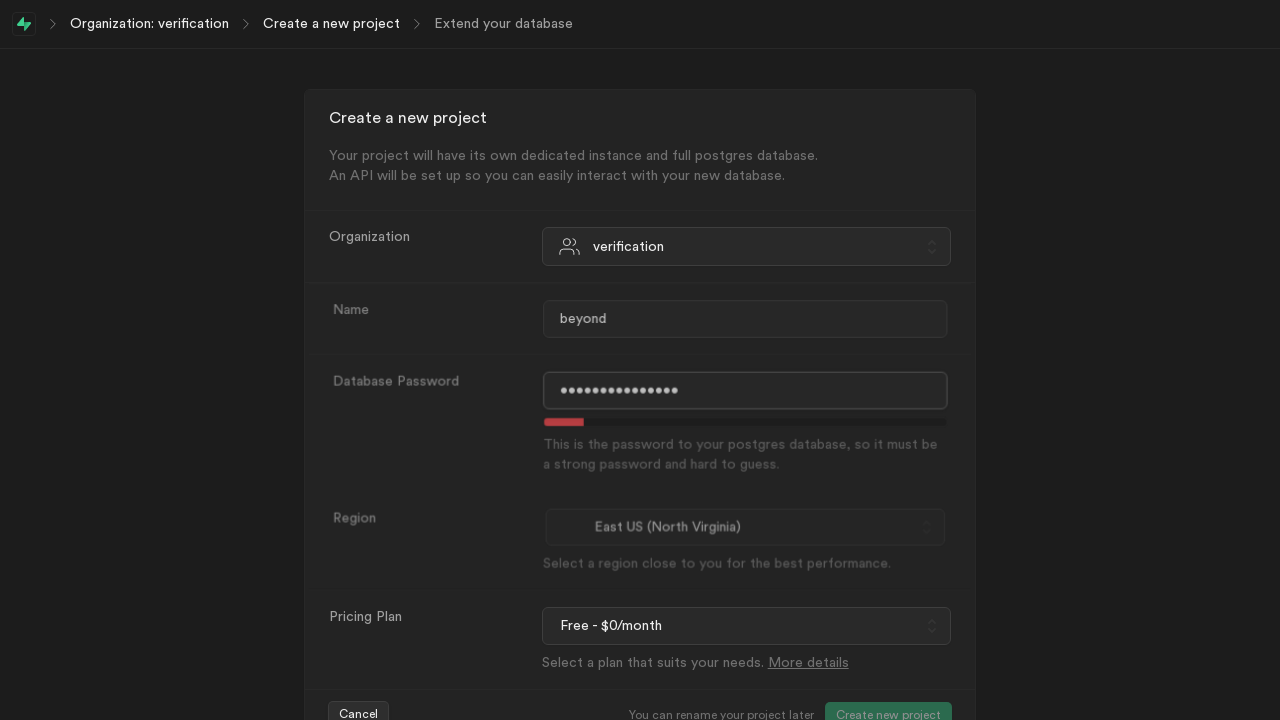 Organization: verification
Create a new project
Extend your database
Create a new project
Your project will have its own dedicated instance and full postgres database.
An API will be set up so you can easily interact with your new database.
Organization
verification
Name
beyond
Database Password
•••••••••••••••
This is the password to your postgres database, so it must be
a strong password and hard to guess.
Region
East US (North Virginia)
Select a region close to you for the best performance.
Pricing Plan
Free - $0/month
Select a plan that suits your needs. More details
Cancel
You can rename your project later
Create new project